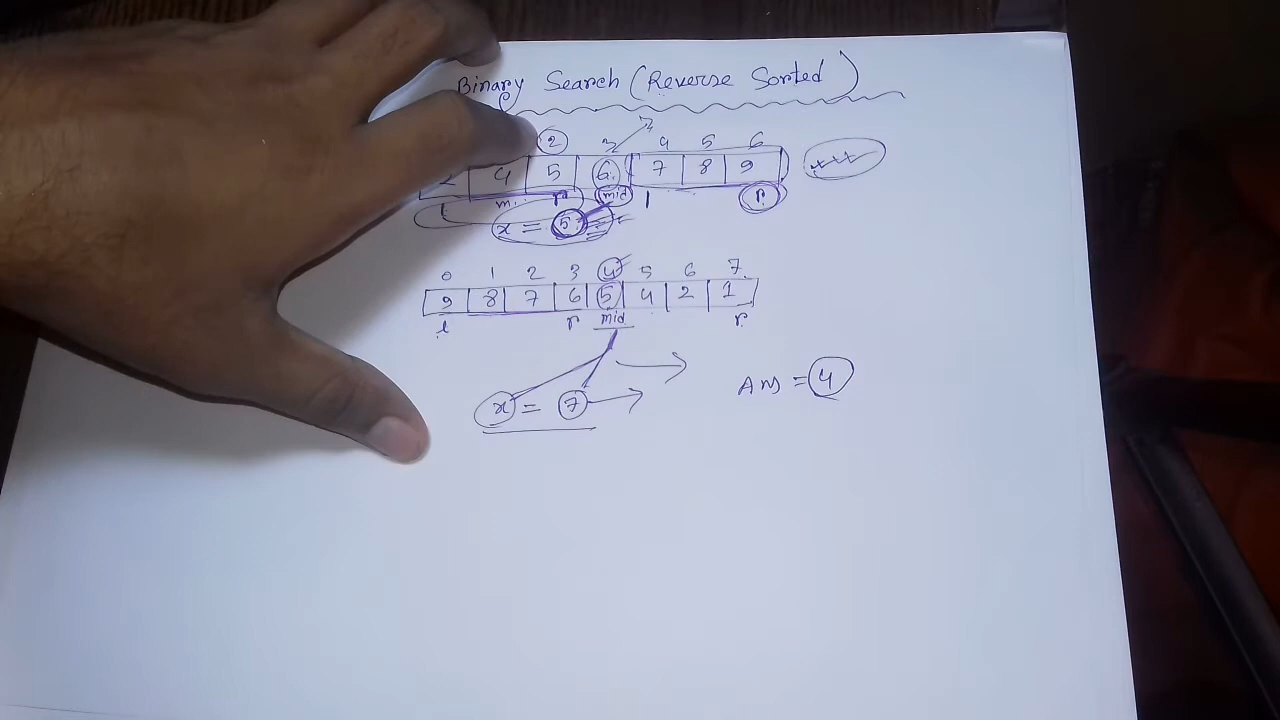 Binary Search (Reverse Sorted)
2 3 4 5 6
2 4 5 6 7 8 9
m r mid l r
x = 5
0 1 2 3 4 5 6 7
9 8 7 6 5 4 2 1
l r mid r
x = 7
Ans = 4